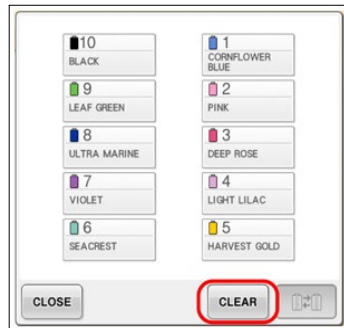 10
BLACK
1
CORNFLOWER
BLUE
9
LEAF GREEN
2
PINK
8
ULTRA MARINE
3
DEEP ROSE
7
VIOLET
4
LIGHT LILAC
6
SEACREST
5
HARVEST GOLD
CLOSE
CLEAR